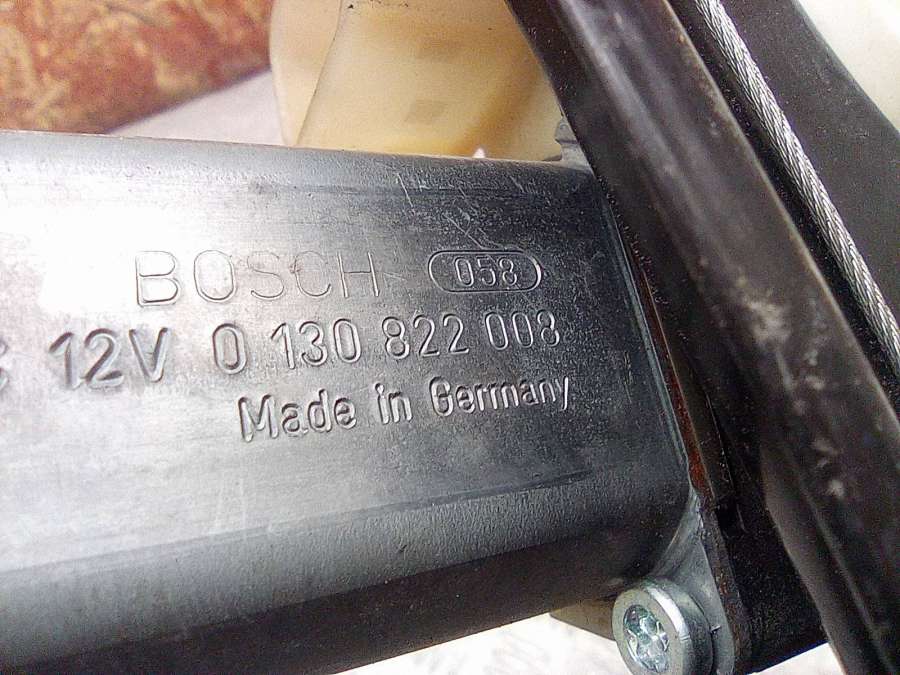 BOSCH 058
12V 0 130 822 008
Made in Germany